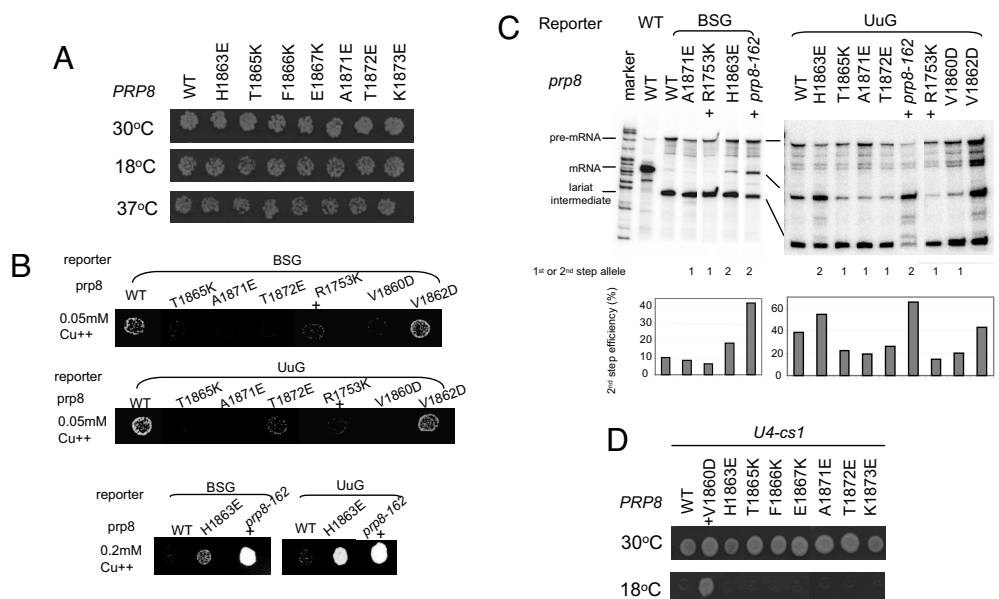 A
PRP8
WT
H1863E
T1865K
F1866K
E1867K
A1871E
T1872E
K1873E
30°C
18°C
37°C
B
reporter
BSG
prp8
WT
T1865K
A1871E
T1872E
R1753K
+
V1860D
V1862D
0.05mM
Cu++
reporter
UuG
prp8
WT
T1865K
A1871E
T1872E
R1753K
+
V1860D
V1862D
0.05mM
Cu++
reporter
BSG
UuG
prp8
WT
H1863E
prp8-162
+
WT
H1863E
prp8-162
+
0.2mM
Cu++
C
Reporter
WT
BSG
UuG
prp8
marker
WT
WT
A1871E
+ R1753K
H1863E
+ prp8-162
WT
H1863E
T1865K
A1871E
T1872E
+ prp8-162
+ R1753K
V1860D
V1862D
pre-mRNA
mRNA
lariat
intermediate
1st or 2nd step allele
1 1 2 2
2 1 1 1 2 1 1
2nd step efficiency (%)
40
30
20
10
0
60
40
20
0
D
U4-cs1
PRP8
WT
+V1860D
H1863E
T1865K
F1866K
E1867K
A1871E
T1872E
K1873E
30°C
18°C